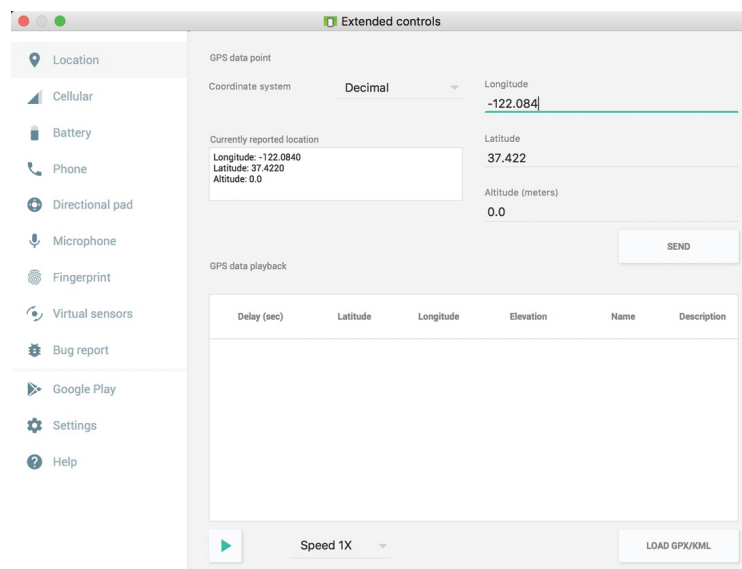 Extended controls
Location
Cellular
Battery
Phone
Directional pad
Microphone
Fingerprint
Virtual sensors
Bug report
Google Play
Settings
Help
GPS data point
Coordinate system
Decimal
Longitude
-122.084
Currently reported location
Longitude: -122.0840
Latitude: 37.4220
Altitude: 0.0
Latitude
37.422
Altitude (meters)
0.0
SEND
GPS data playback
Delay (sec) Latitude Longitude Elevation Name Description
Speed 1X
LOAD GPX/KML